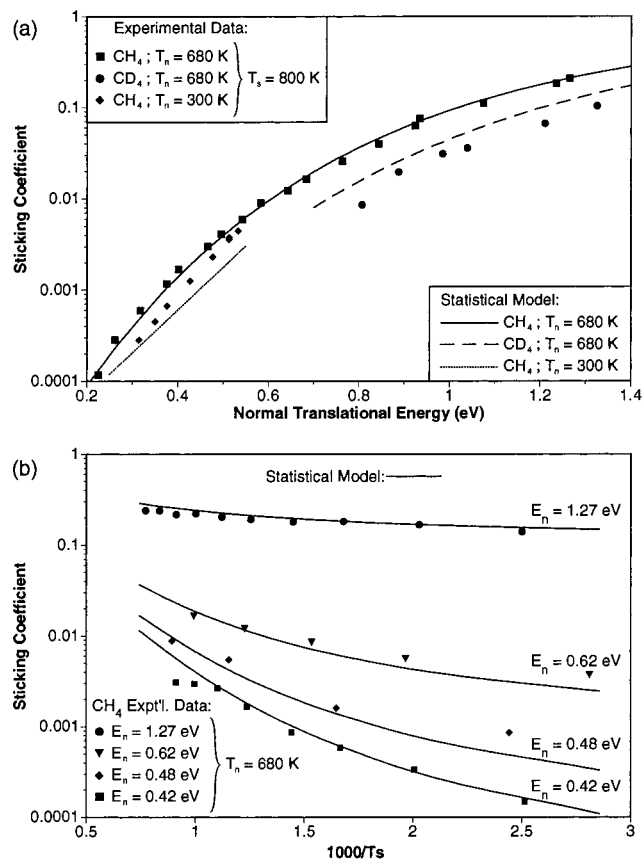 (a)
1
0.1
0.01
0.001
0.0001
Sticking Coefficient
Experimental Data:
CH₄ ; Tₙ = 680 K
CD₄ ; Tₙ = 680 K
CH₄ ; Tₙ = 300 K
Tₛ = 800 K
Statistical Model:
CH₄ ; Tₙ = 680 K
CD₄ ; Tₙ = 680 K
CH₄ ; Tₙ = 300 K
0.2 0.4 0.6 0.8 1 1.2 1.4
Normal Translational Energy (eV)
(b)
1
0.1
0.01
0.001
0.0001
Sticking Coefficient
Statistical Model:
Eₙ = 1.27 eV
Eₙ = 0.62 eV
Eₙ = 0.48 eV
Eₙ = 0.42 eV
CH₄ Expt'l. Data:
Eₙ = 1.27 eV
Eₙ = 0.62 eV
Eₙ = 0.48 eV
Eₙ = 0.42 eV
Tₙ = 680 K
0.5 1 1.5 2 2.5 3
1000/Ts